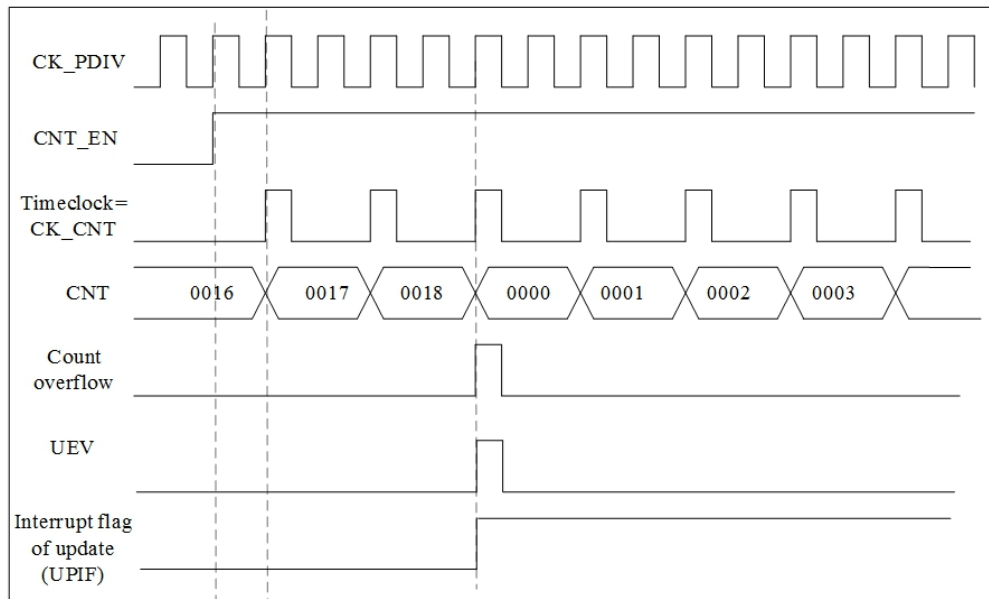 CK_PDIV
CNT_EN
Timeclock=
CK_CNT
CNT
0016 0017 0018 0000 0001 0002 0003
Count
overflow
UEV
Interrupt flag
of update
(UPIF)